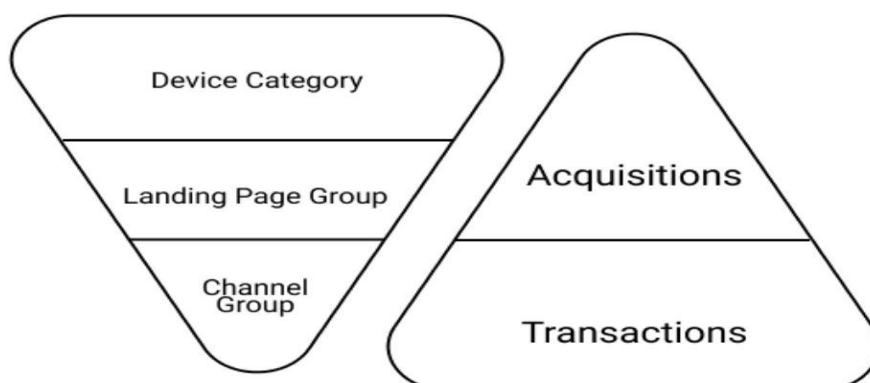 Device Category
Landing Page Group
Channel
Group
Acquisitions
Transactions